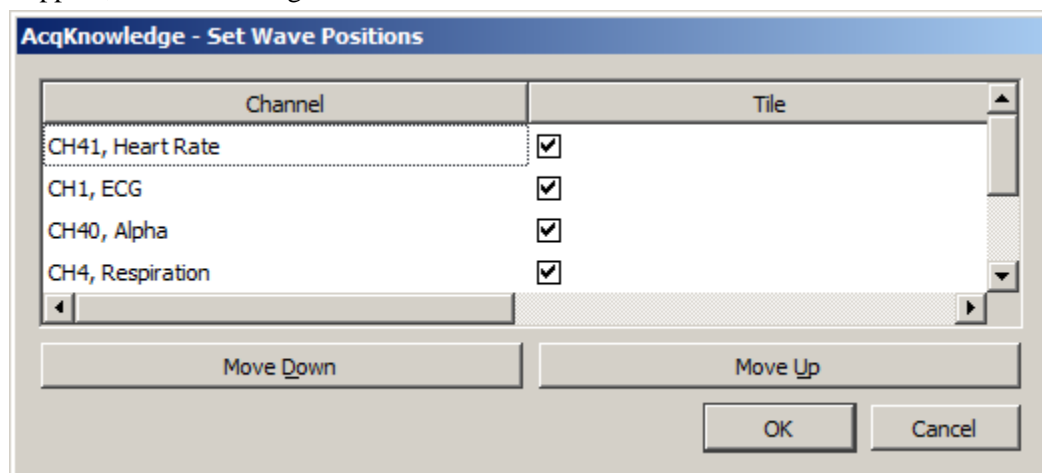 AcqKnowledge - Set Wave Positions
Channel Tile
CH41, Heart Rate
CH1, ECG
CH40, Alpha
CH4, Respiration
Move Down Move Up
OK Cancel